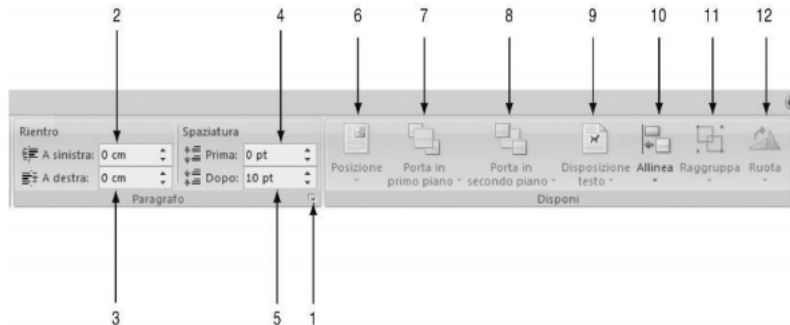 2 4 6 7 8 9 10 11 12
Rientro Spaziatura
A sinistra: 0 cm Prima: 0 pt
A destra: 0 cm Dopo: 10 pt
Posizione Porta in primo piano Porta in secondo piano Disposizione testo Allinea Raggruppa Ruota
Paragrafo Disponi
3 5 1